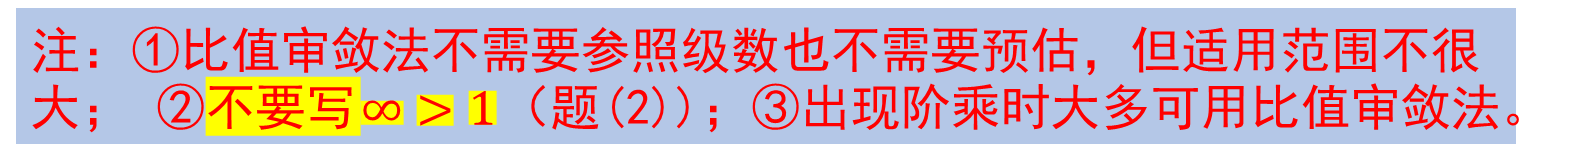 注：①比值审敛法不需要参照级数也不需要预估，但适用范围不很
大； ②不要写∞ > 1（题(2)）；③出现阶乘时大多可用比值审敛法。